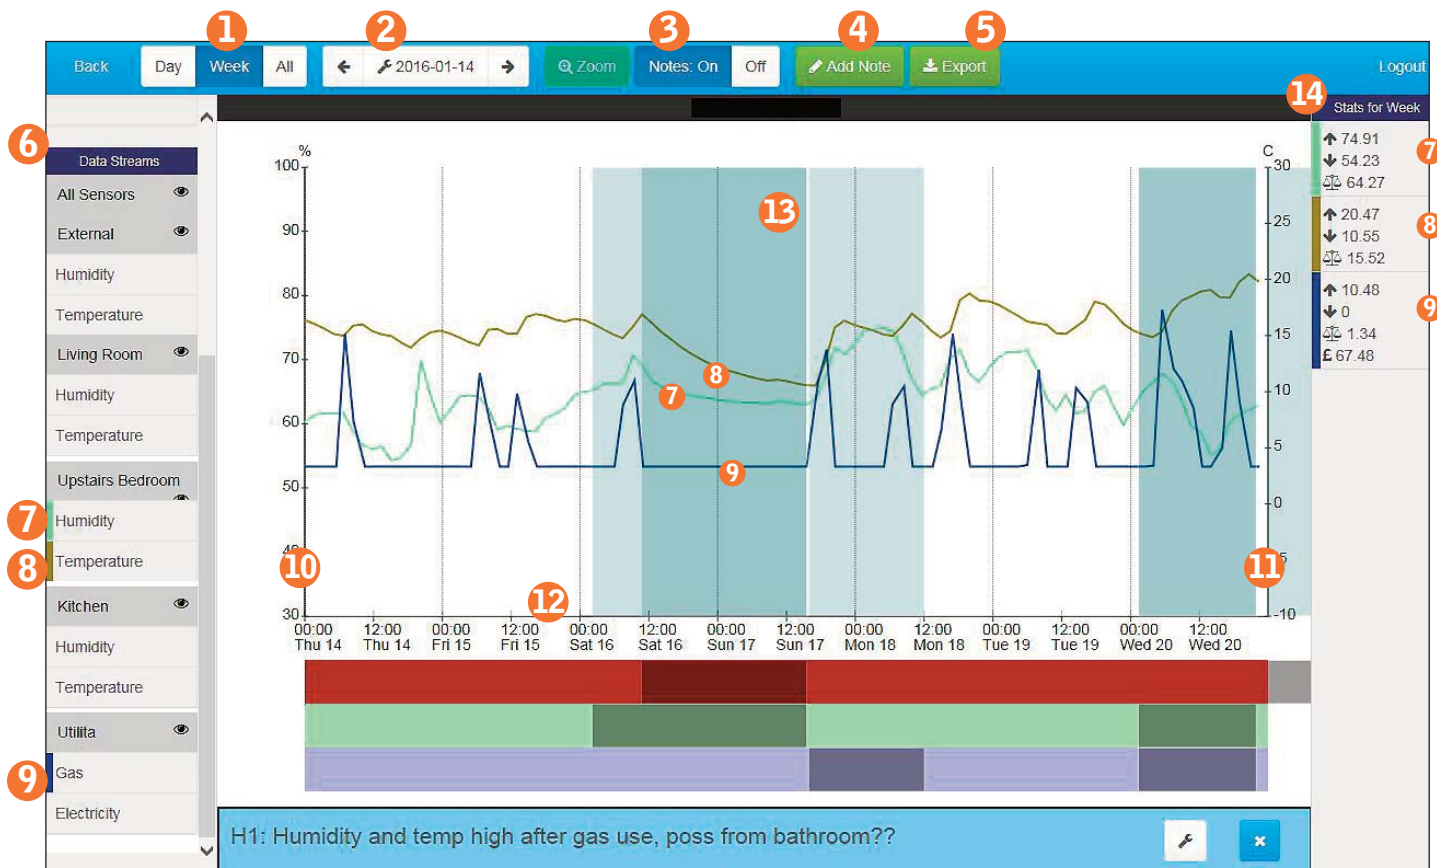 1 2 3 4 5
Back Day Week All 2016-01-14 Zoom Notes: On Off Add Note Export Logout
14 Stats for Week
6
Data Streams
All Sensors
External
Humidity
Temperature
Living Room
Humidity
Temperature
Upstairs Bedroom
7 Humidity
8 Temperature
Kitchen
Humidity
Temperature
Utilita
9 Gas
Electricity
%
100
90
80
70
60
50
30
C
30
25
20
15
10
5
0
-10
13
8
7
9
10
11
12
00:00 12:00 00:00 12:00 00:00 12:00 00:00 12:00 00:00 12:00 00:00 12:00 00:00 12:00
Thu 14 Thu 14 Fri 15 Fri 15 Sat 16 Sat 16 Sun 17 Sun 17 Mon 18 Mon 18 Tue 19 Tue 19 Wed 20 Wed 20
74.91 7
54.23
64.27
20.47 8
10.55
15.52
10.48 9
0
1.34
£ 67.48
H1: Humidity and temp high after gas use, poss from bathroom??